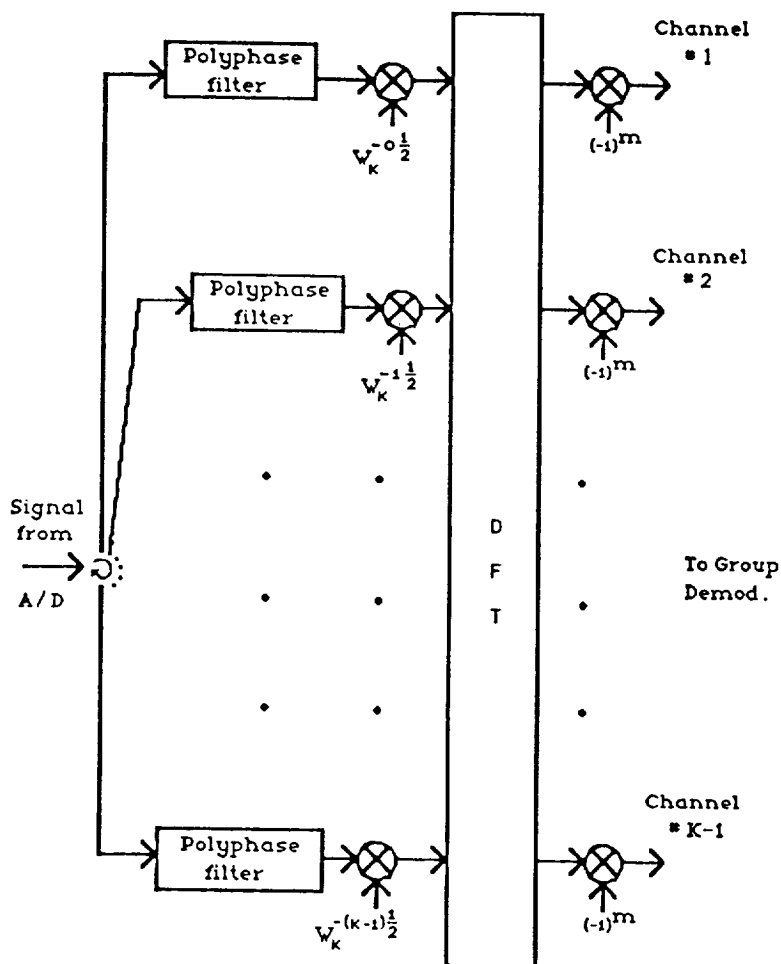 Channel
#1
Polyphase
filter
W_K^{-0 1/2}
(-1)^m
Channel
#2
Polyphase
filter
W_K^{-1 1/2}
(-1)^m
Signal
from
A/D
D
F
T
To Group
Demod.
Channel
#K-1
Polyphase
filter
W_K^{-(K-1) 1/2}
(-1)^m